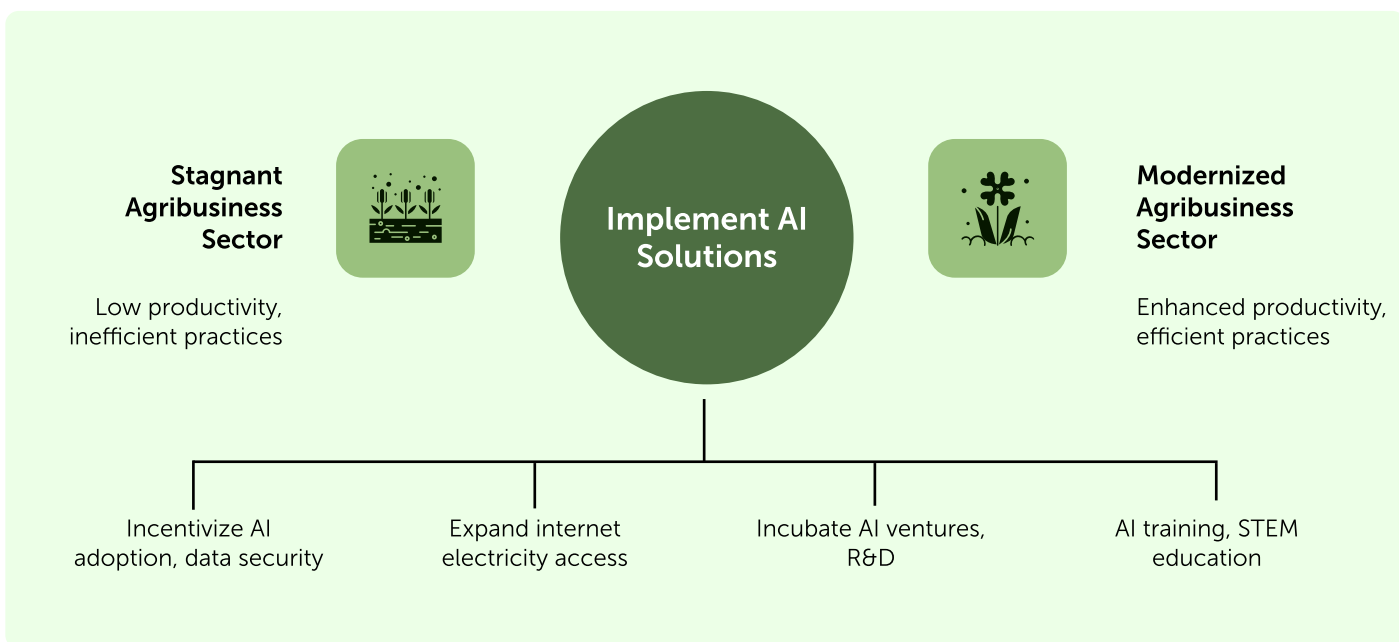 Stagnant
Agribusiness
Sector
Low productivity,
inefficient practices
Implement AI
Solutions
Modernized
Agribusiness
Sector
Enhanced productivity,
efficient practices
Incentivize AI
adoption, data security
Expand internet
electricity access
Incubate AI ventures,
R&D
AI training, STEM
education